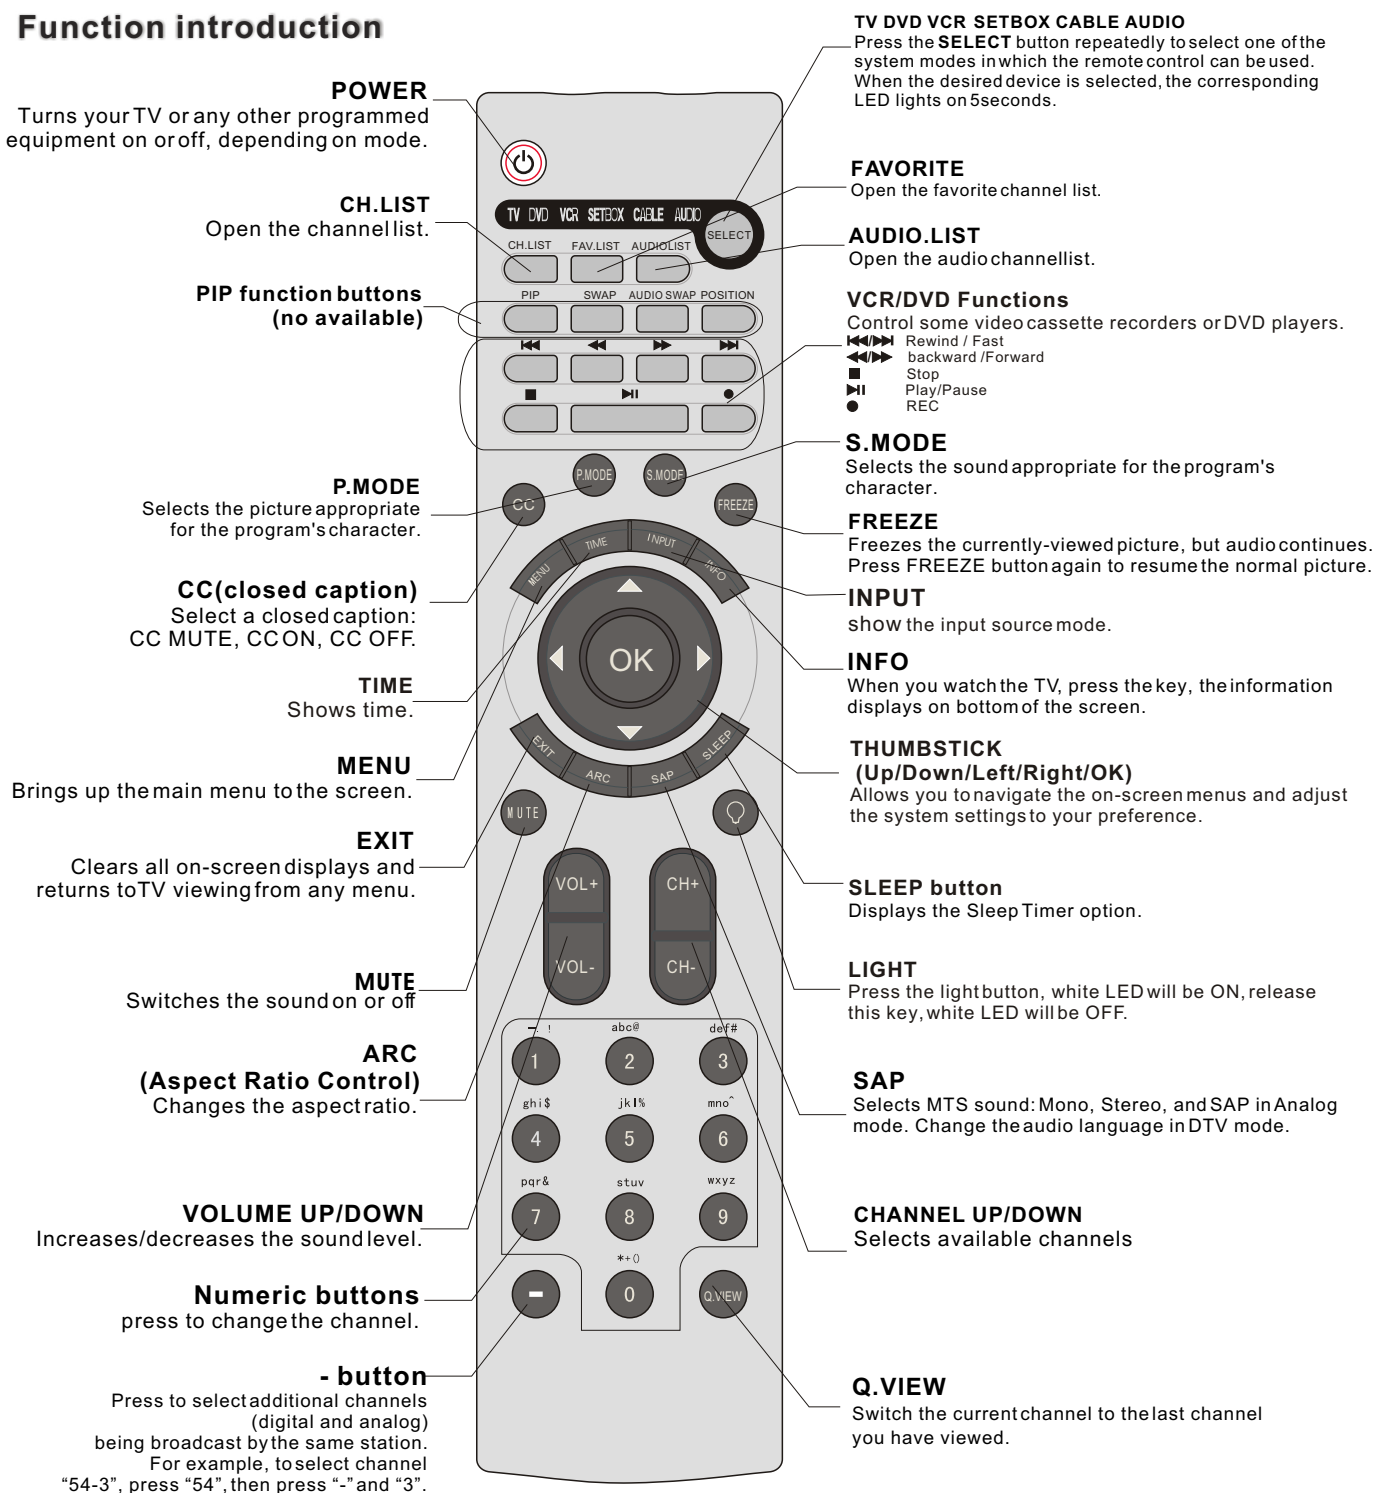 Function introduction
POWER
Turns your TV or any other programmed
equipment on or off, depending on mode.
CH.LIST
Open the channel list.
PIP function buttons
(no available)
P.MODE
Selects the picture appropriate
for the program's character.
CC(closed caption)
Select a closed caption:
CC MUTE, CC ON, CC OFF.
TIME
Shows time.
MENU
Brings up the main menu to the screen.
EXIT
Clears all on-screen displays and
returns to TV viewing from any menu.
MUTE
Switches the sound on or off
ARC
(Aspect Ratio Control)
Changes the aspect ratio.
VOLUME UP/DOWN
Increases/decreases the sound level.
Numeric buttons
press to change the channel.
- button
Press to select additional channels
(digital and analog)
being broadcast by the same station.
For example, to select channel
“54-3”, press “54”, then press “-” and “3”.
TV DVD VCR SETBOX CABLE AUDIO
SELECT
CH.LIST FAV.LIST AUDIOLIST
PIP SWAP AUDIO SWAP POSITION
P.MODE S.MODE
CC FREEZE
MENU TIME INPUT INFO
OK
EXIT ARC SAP SLEEP
MUTE
VOL+ CH+
VOL- CH-
-. ! abc@ def#
1 2 3
ghi$ jkl% mno^
4 5 6
pqr& stuv wxyz
7 8 9
*+()
- 0 Q.VIEW
TV DVD VCR SETBOX CABLE AUDIO
Press the SELECT button repeatedly to select one of the
system modes in which the remote control can be used.
When the desired device is selected, the corresponding
LED lights on 5seconds.
FAVORITE
Open the favorite channel list.
AUDIO.LIST
Open the audio channellist.
VCR/DVD Functions
Control some video cassette recorders or DVD players.
⏮/⏭ Rewind / Fast
◀◀/▶▶ backward /Forward
■ Stop
▶II Play/Pause
● REC
S.MODE
Selects the sound appropriate for the program's
character.
FREEZE
Freezes the currently-viewed picture, but audio continues.
Press FREEZE button again to resume the normal picture.
INPUT
show the input source mode.
INFO
When you watch the TV, press the key, the information
displays on bottom of the screen.
THUMBSTICK
(Up/Down/Left/Right/OK)
Allows you to navigate the on-screen menus and adjust
the system settings to your preference.
SLEEP button
Displays the Sleep Timer option.
LIGHT
Press the light button, white LED will be ON, release
this key, white LED will be OFF.
SAP
Selects MTS sound: Mono, Stereo, and SAP in Analog
mode. Change the audio language in DTV mode.
CHANNEL UP/DOWN
Selects available channels
Q.VIEW
Switch the current channel to the last channel
you have viewed.